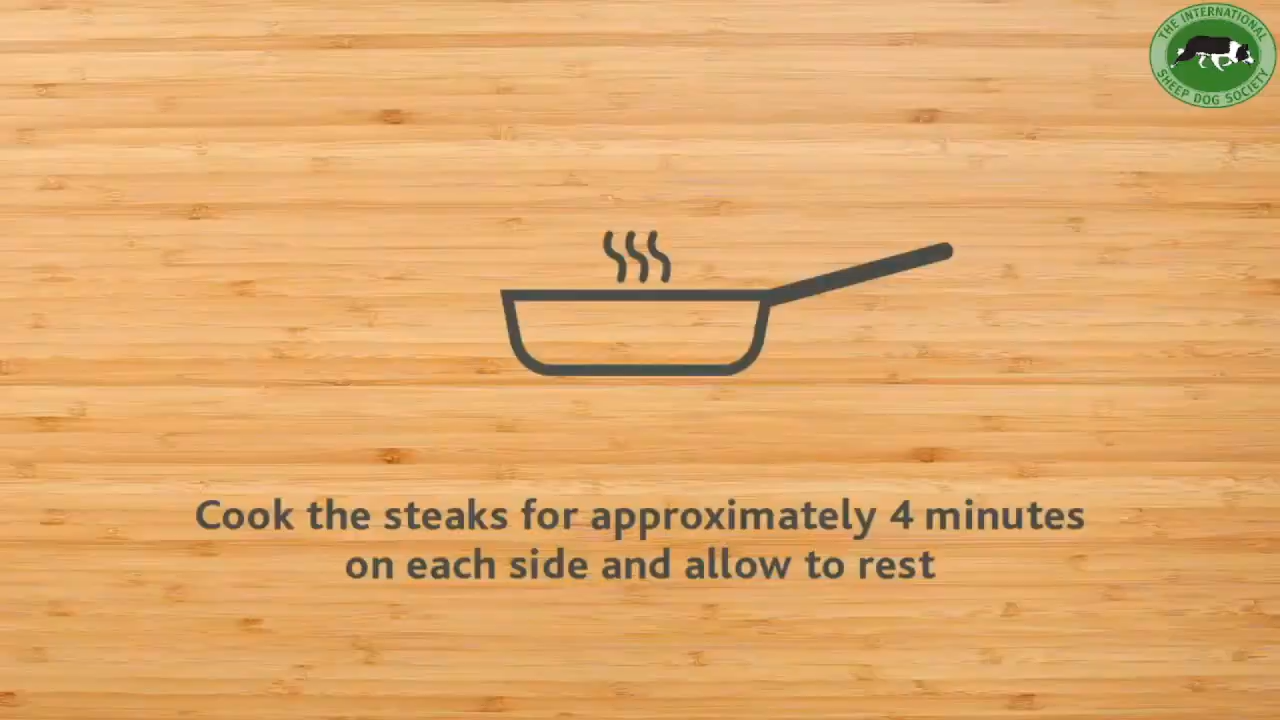 THE INTERNATIONAL
SHEEP DOG SOCIETY
Cook the steaks for approximately 4 minutes
on each side and allow to rest